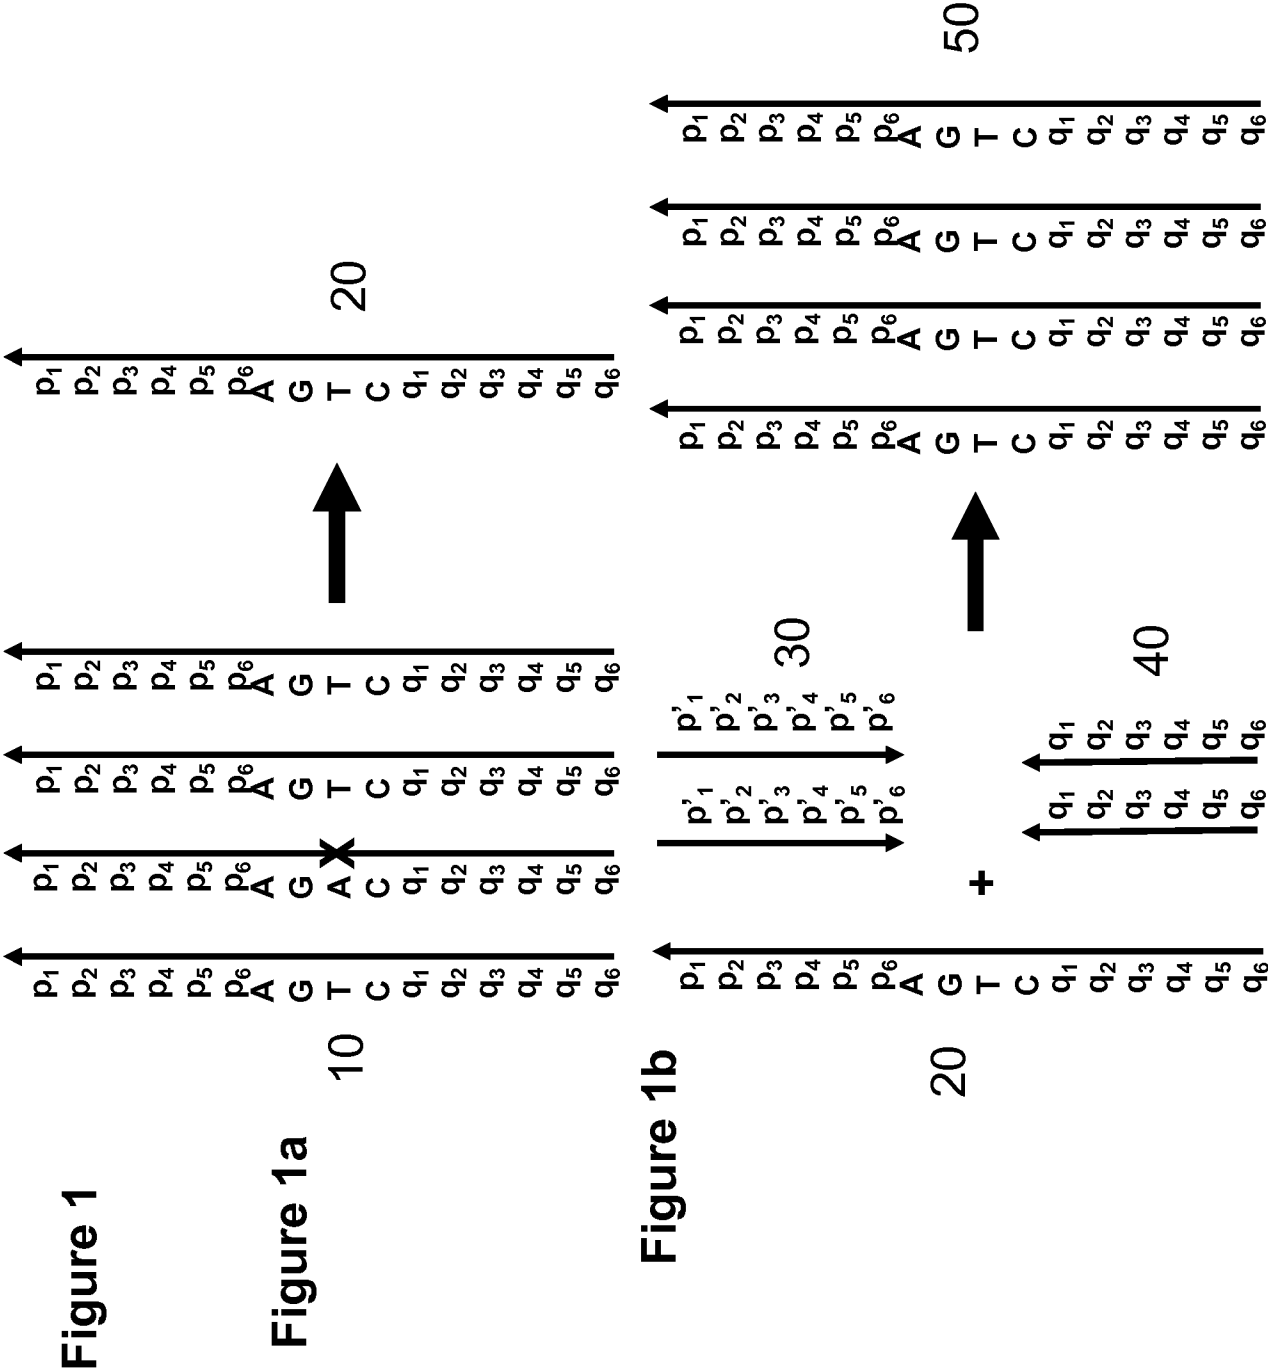 Figure 1
Figure 1a
10
p1 p2 p3 p4 p5 p6 A G T C q1 q2 q3 q4 q5 q6
p1 p2 p3 p4 p5 p6 A G A C q1 q2 q3 q4 q5 q6
X
p1 p2 p3 p4 p5 p6 A G T C q1 q2 q3 q4 q5 q6
p1 p2 p3 p4 p5 p6 A G T C q1 q2 q3 q4 q5 q6
p1 p2 p3 p4 p5 p6 A G T C q1 q2 q3 q4 q5 q6
20
Figure 1b
20
p1 p2 p3 p4 p5 p6 A G T C q1 q2 q3 q4 q5 q6
+
p'1 p'2 p'3 p'4 p'5 p'6
p'1 p'2 p'3 p'4 p'5 p'6
30
q1 q2 q3 q4 q5 q6
q1 q2 q3 q4 q5 q6
40
p1 p2 p3 p4 p5 p6 A G T C q1 q2 q3 q4 q5 q6
p1 p2 p3 p4 p5 p6 A G T C q1 q2 q3 q4 q5 q6
p1 p2 p3 p4 p5 p6 A G T C q1 q2 q3 q4 q5 q6
p1 p2 p3 p4 p5 p6 A G T C q1 q2 q3 q4 q5 q6
50